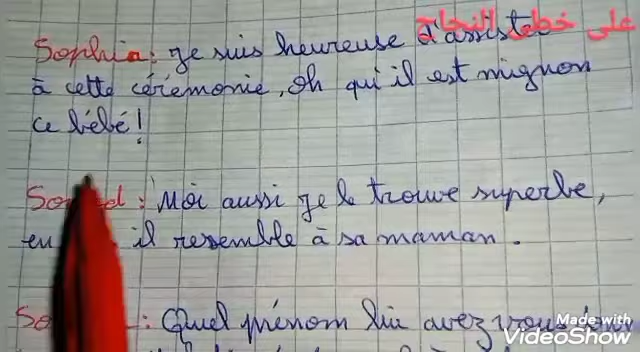 على خطى النجاح
Sophia: Je suis heureuse d'assister
à cette cérémonie, oh qu'il est mignon
ce bébé!
: Moi aussi je le trouve superbe,
en il ressemble à sa maman.
: Quel prénom lui avez vous
Made with
VideoShow